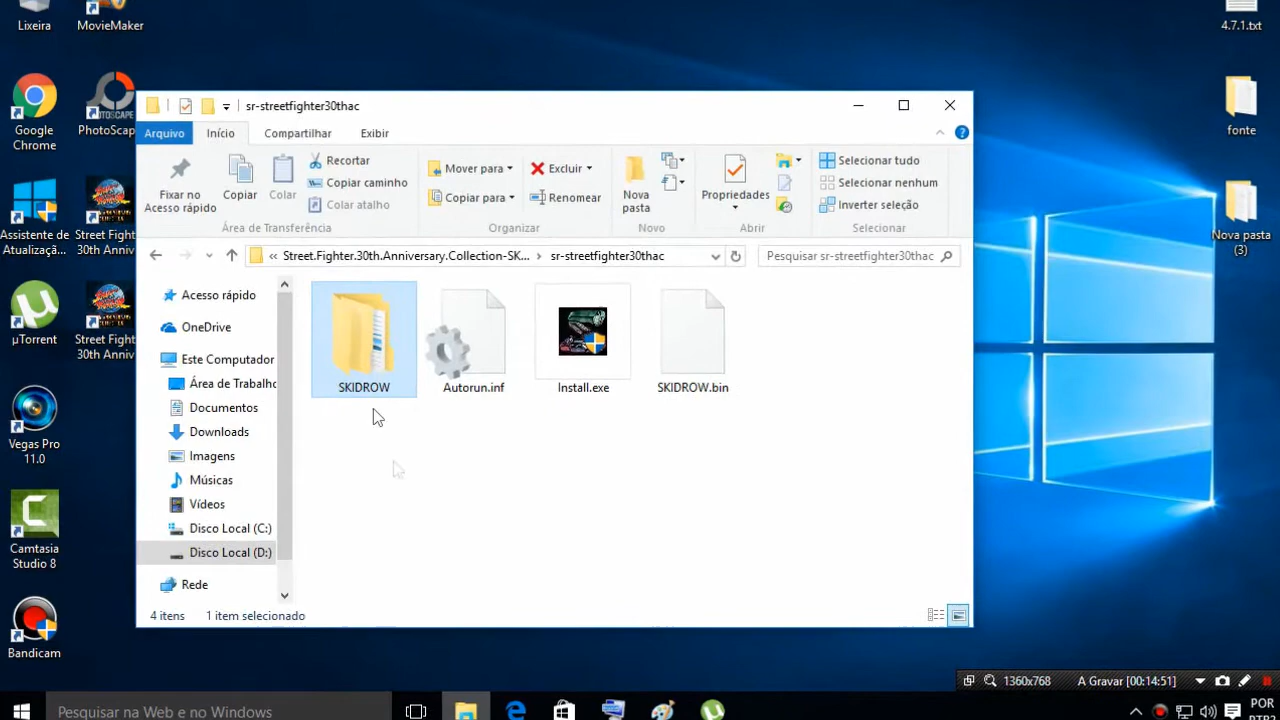 Lixeira
MovieMaker
4.7.1.txt
Google
Chrome
PhotoScap
fonte
Assistente de
Atualização...
Street Fight
30th Anniv
Nova pasta
(3)
µTorrent
Street Fight
30th Anniv
Vegas Pro
11.0
Camtasia
Studio 8
Bandicam
sr-streetfighter30thac
Arquivo
Início
Compartilhar
Exibir
Fixar no
Acesso rápido
Copiar
Colar
Recortar
Copiar caminho
Colar atalho
Área de Transferência
Mover para
Copiar para
Excluir
Renomear
Organizar
Nova
pasta
Novo
Propriedades
Abrir
Selecionar tudo
Selecionar nenhum
Inverter seleção
Selecionar
« Street.Fighter.30th.Anniversary.Collection-SK... › sr-streetfighter30thac
Pesquisar sr-streetfighter30thac
Acesso rápido
OneDrive
Este Computador
Área de Trabalho
Documentos
Downloads
Imagens
Músicas
Vídeos
Disco Local (C:)
Disco Local (D:)
Rede
SKIDROW
Autorun.inf
Install.exe
SKIDROW.bin
4 itens
1 item selecionado
1360x768
A Gravar [00:14:51]
Pesquisar na Web e no Windows
POR